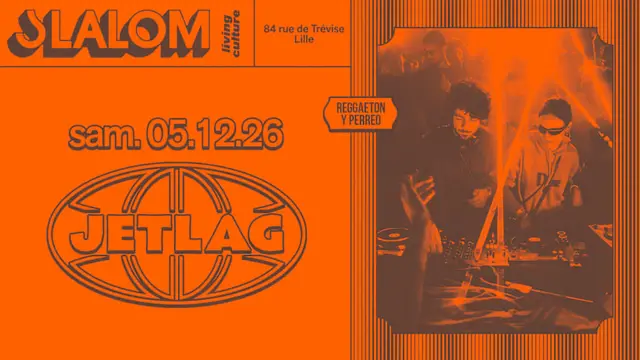 SLALOM
living
culture
84 rue de Trévise
Lille
REGGAETON
Y PERREO
sam. 05.12.26
JETLAG